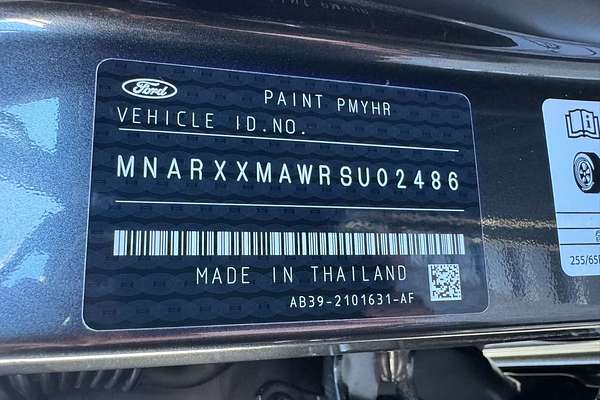 Ford
PAINT PMYHR
VEHICLE ID.NO.
MNARXXMAWRSU02486
MADE IN THAILAND
AB39-2101631-AF